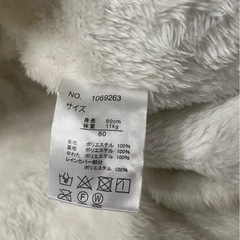 NO. 1069263
サイズ
身長 80cm
体重 11kg
80
表地 ポリエステル 100%
裏地 ポリエステル 100%
中わた ポリエステル 100%
レインカバー部分
ポリエステル 100%